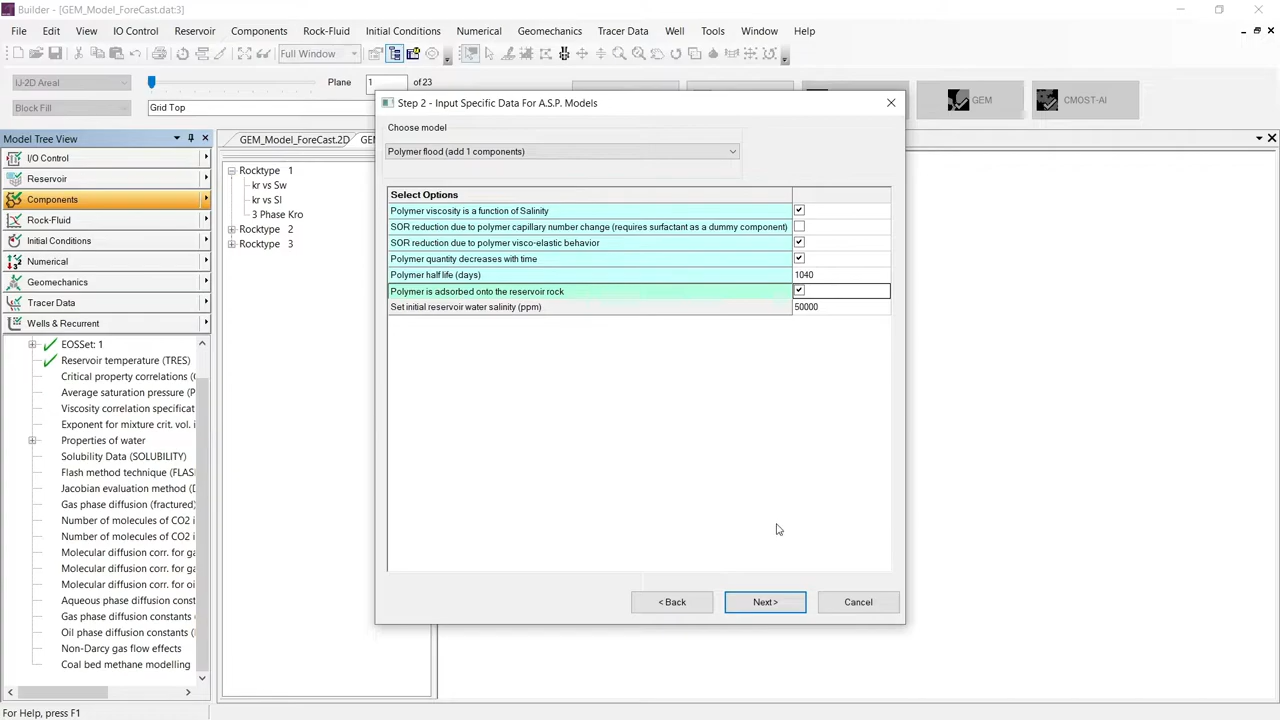 Builder - [GEM_Model_ForeCast.dat:3]
File Edit View IO Control Reservoir Components Rock-Fluid Initial Conditions Numerical Geomechanics Tracer Data Well Tools Window Help
Full Window
IJ-2D Areal Plane 1 of 23
Block Fill Grid Top
GEM CMOST-AI
Model Tree View
I/O Control
Reservoir
Components
Rock-Fluid
Initial Conditions
Numerical
Geomechanics
Tracer Data
Wells & Recurrent
EOSSet: 1
Reservoir temperature (TRES)
Critical property correlations (
Average saturation pressure (P
Viscosity correlation specificat
Exponent for mixture crit. vol. i
Properties of water
Solubility Data (SOLUBILITY)
Flash method technique (FLAS
Jacobian evaluation method (
Gas phase diffusion (fractured)
Number of molecules of CO2 i
Number of molecules of CO2 i
Molecular diffusion corr. for ga
Molecular diffusion corr. for ga
Molecular diffusion corr. for oi
Aqueous phase diffusion const
Gas phase diffusion constants (
Oil phase diffusion constants (
Non-Darcy gas flow effects
Coal bed methane modelling
GEM_Model_ForeCast.2D GE
Rocktype 1
kr vs Sw
kr vs Sl
3 Phase Kro
Rocktype 2
Rocktype 3
Step 2 - Input Specific Data For A.S.P. Models
Choose model
Polymer flood (add 1 components)
Select Options
Polymer viscosity is a function of Salinity
SOR reduction due to polymer capillary number change (requires surfactant as a dummy component)
SOR reduction due to polymer visco-elastic behavior
Polymer quantity decreases with time
Polymer half life (days) 1040
Polymer is adsorbed onto the reservoir rock
Set initial reservoir water salinity (ppm) 50000
< Back Next > Cancel
For Help, press F1